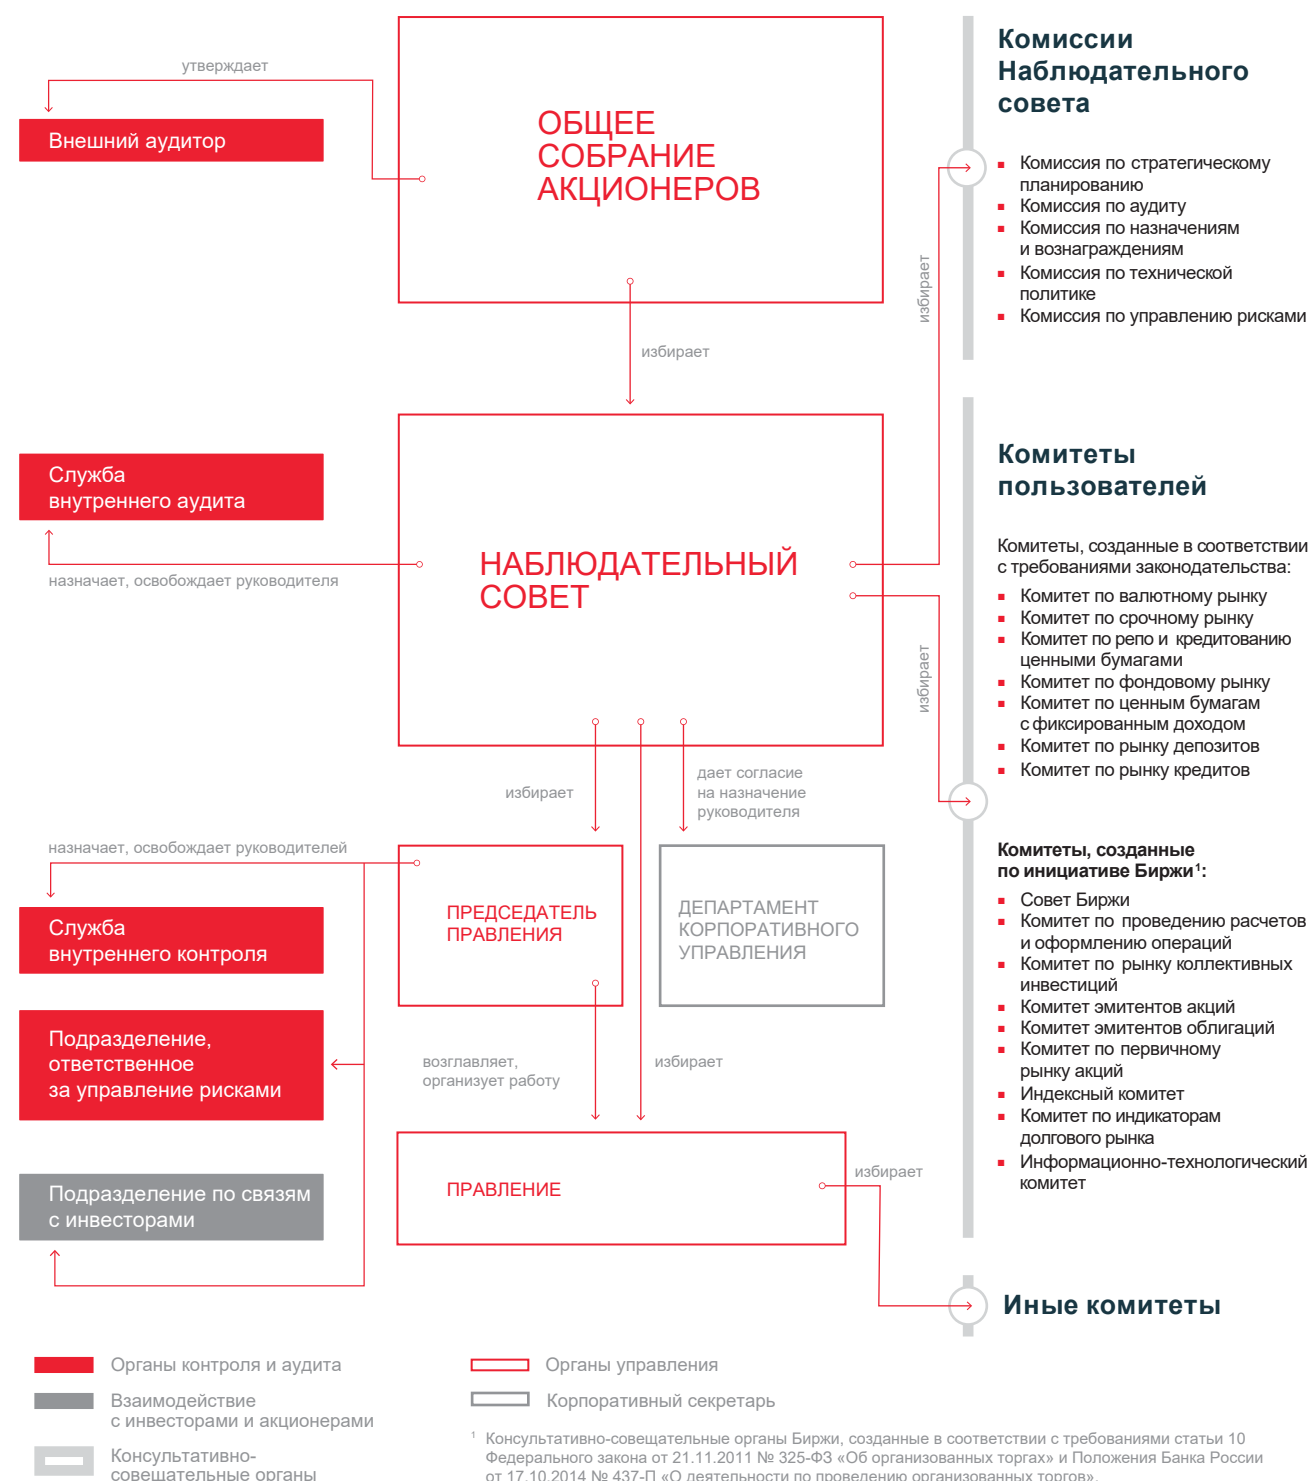 утверждает
Внешний аудитор
ОБЩЕЕ
СОБРАНИЕ
АКЦИОНЕРОВ
избирает
Служба
внутреннего аудита
назначает, освобождает руководителя
НАБЛЮДАТЕЛЬНЫЙ
СОВЕТ
избирает
избирает
избирает
дает согласие
на назначение
руководителя
назначает, освобождает руководителей
Служба
внутреннего контроля
ПРЕДСЕДАТЕЛЬ
ПРАВЛЕНИЯ
ДЕПАРТАМЕНТ
КОРПОРАТИВНОГО
УПРАВЛЕНИЯ
Подразделение,
ответственное
за управление рисками
возглавляет,
организует работу
избирает
Подразделение по связям
с инвесторами
ПРАВЛЕНИЕ
избирает
Комиссии
Наблюдательного
совета
▪ Комиссия по стратегическому
планированию
▪ Комиссия по аудиту
▪ Комиссия по назначениям
и вознаграждениям
▪ Комиссия по технической
политике
▪ Комиссия по управлению рисками
Комитеты
пользователей
Комитеты, созданные в соответствии
с требованиями законодательства:
▪ Комитет по валютному рынку
▪ Комитет по срочному рынку
▪ Комитет по репо и кредитованию
ценными бумагами
▪ Комитет по фондовому рынку
▪ Комитет по ценным бумагам
с фиксированным доходом
▪ Комитет по рынку депозитов
▪ Комитет по рынку кредитов
Комитеты, созданные
по инициативе Биржи¹:
▪ Совет Биржи
▪ Комитет по проведению расчетов
и оформлению операций
▪ Комитет по рынку коллективных
инвестиций
▪ Комитет эмитентов акций
▪ Комитет эмитентов облигаций
▪ Комитет по первичному
рынку акций
▪ Индексный комитет
▪ Комитет по индикаторам
долгового рынка
▪ Информационно-технологический
комитет
Иные комитеты
Органы контроля и аудита
Взаимодействие
с инвесторами и акционерами
Консультативно-
совещательные органы
Органы управления
Корпоративный секретарь
¹ Консультативно-совещательные органы Биржи, созданные в соответствии с требованиями статьи 10
Федерального закона от 21.11.2011 № 325-ФЗ «Об организованных торгах» и Положения Банка России
от 17.10.2014 № 437-П «О деятельности по проведению организованных торгов».